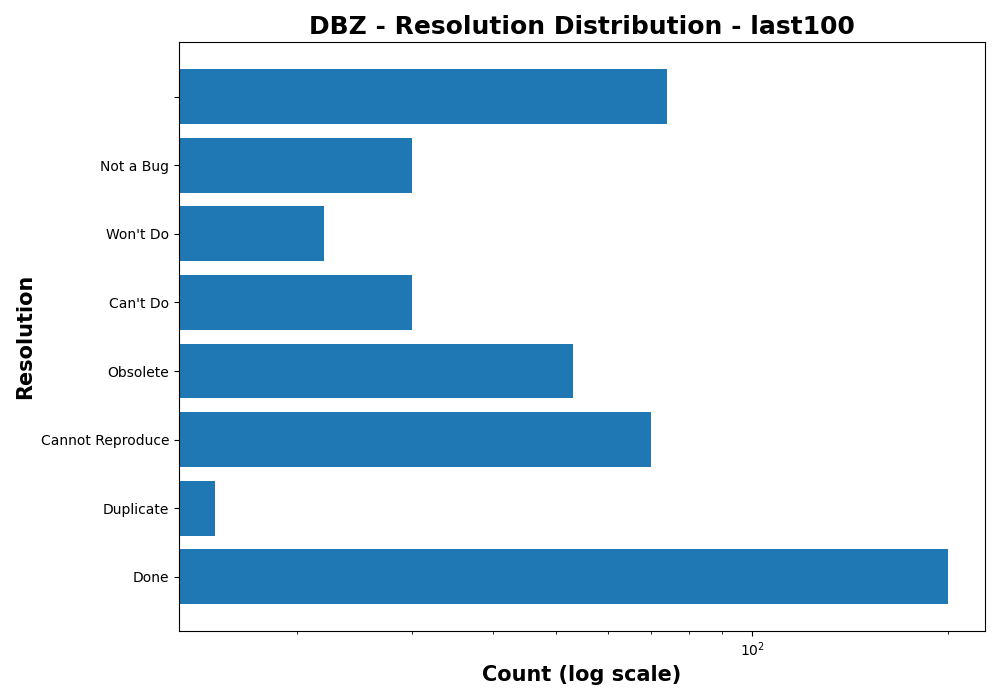 DBZ - Resolution Distribution - last100
Not a Bug
Won't Do
Can't Do
Obsolete
Cannot Reproduce
Duplicate
Done
Resolution
10²
Count (log scale)